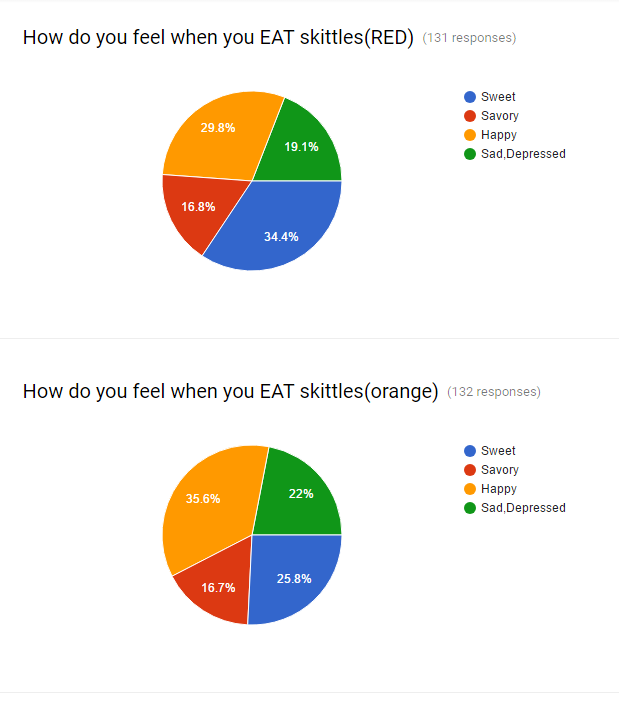 How do you feel when you EAT skittles(RED) (131 responses)
Sweet
Savory
Happy
Sad,Depressed
29.8%
19.1%
16.8%
34.4%
How do you feel when you EAT skittles(orange) (132 responses)
Sweet
Savory
Happy
Sad,Depressed
35.6%
22%
16.7%
25.8%